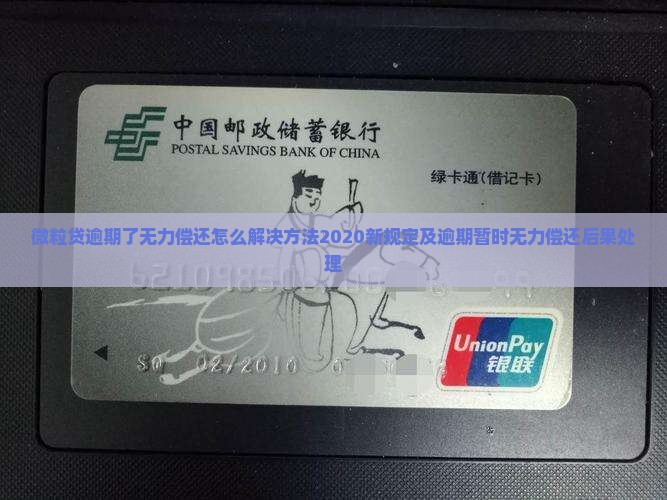 中国邮政储蓄银行
POSTAL SAVINGS BANK OF CHINA
绿卡通(借记卡)
微粒贷逾期了无力偿还怎么解决方法2020新规定及逾期暂时无力偿还后果处
理
02/2010
UnionPay
银联